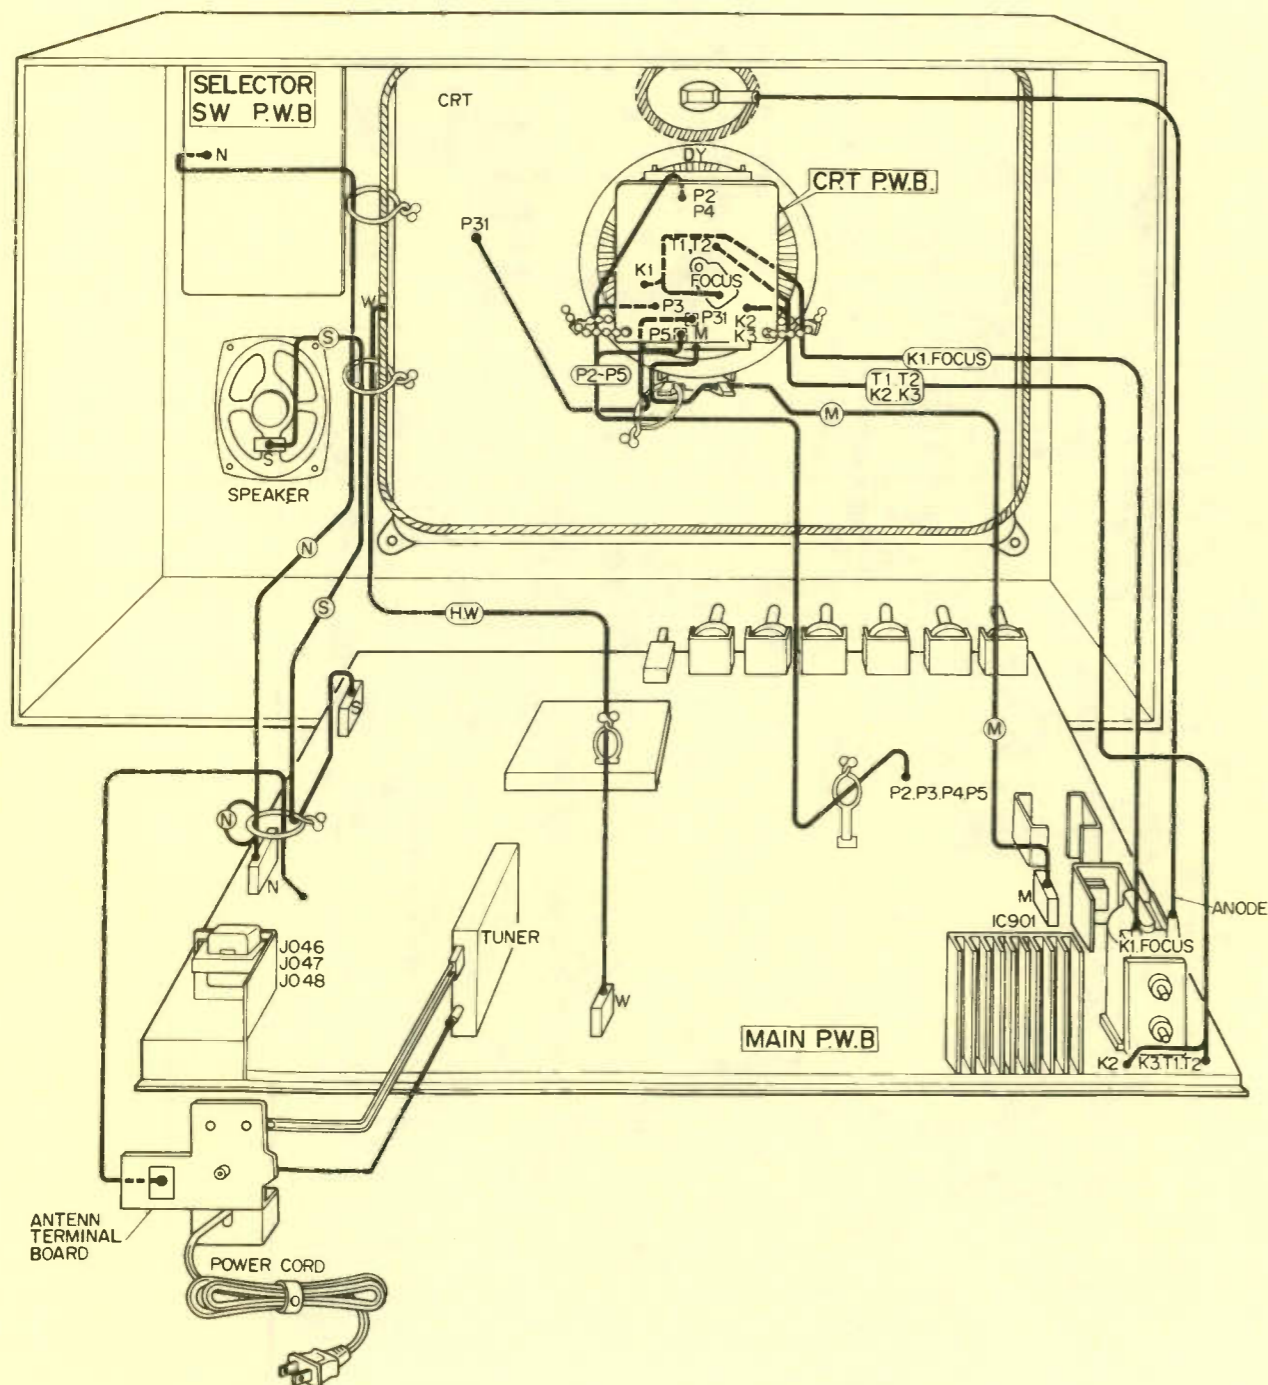 SELECTOR
SW P.W.B
CRT
N
DY
CRT P.W.B.
P2
P4
P31
T1,T2
K1
FOCUS
W
P3
P31
K2
P5
M
K3
S
K1.FOCUS
P2~P5
T1.T2
K2.K3
M
S
SPEAKER
N
S
H.W
S
M
P2.P3.P4.P5
N
N
M
ANODE
IC901
TUNER
K1.FOCUS
J046
J047
J048
W
MAIN P.W.B
K2
K3.T1.T2
ANTENN
TERMINAL
BOARD
POWER CORD